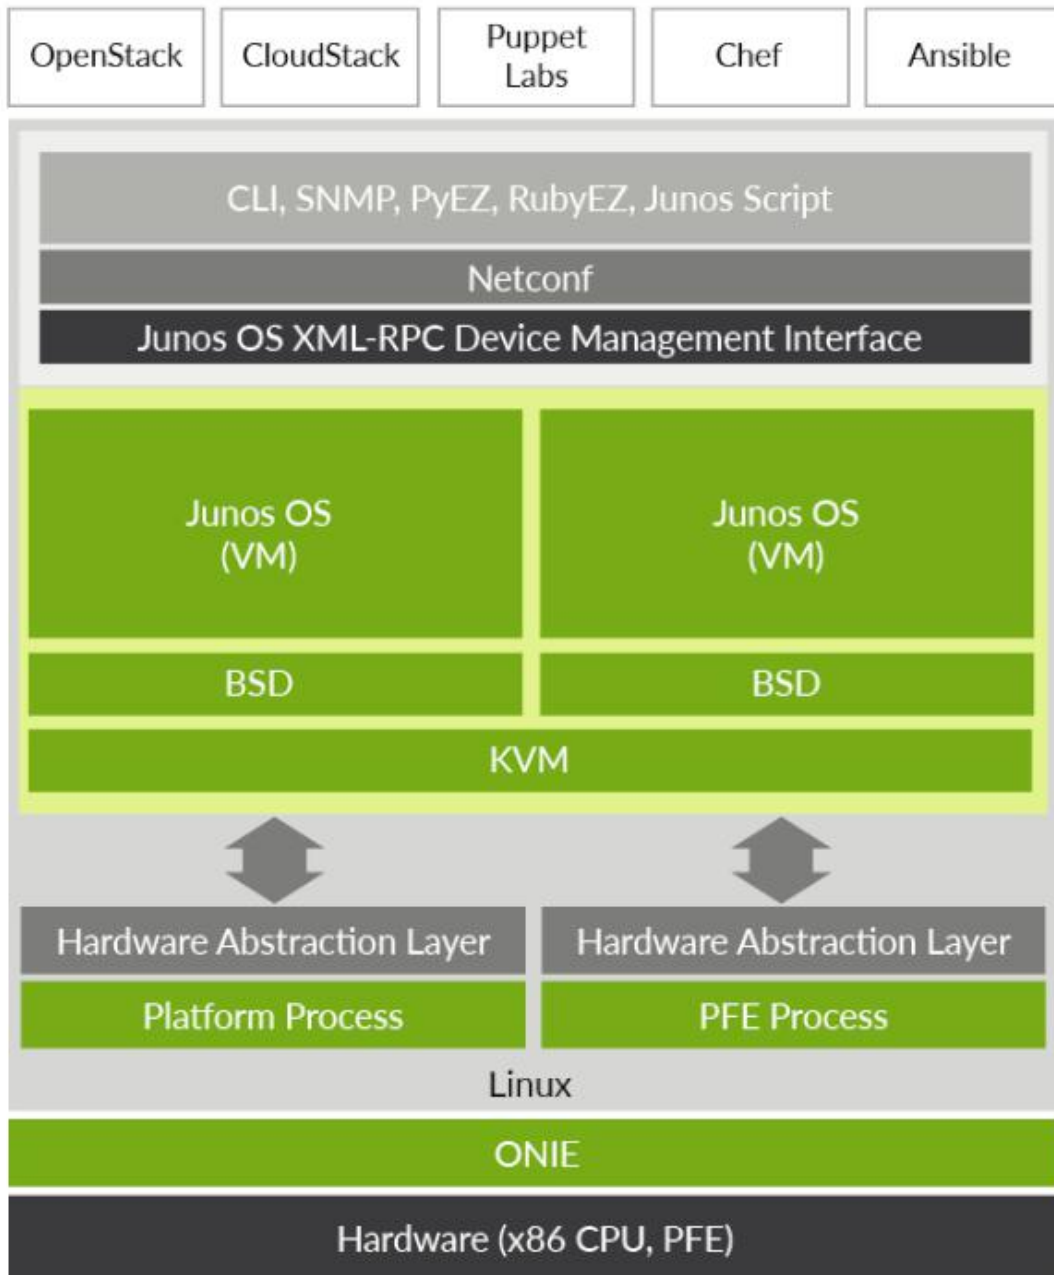 OpenStack
CloudStack
Puppet
Labs
Chef
Ansible
CLI, SNMP, PyEZ, RubyEZ, Junos Script
Netconf
Junos OS XML-RPC Device Management Interface
Junos OS
(VM)
Junos OS
(VM)
BSD
BSD
KVM
Hardware Abstraction Layer
Hardware Abstraction Layer
Platform Process
PFE Process
Linux
ONIE
Hardware (x86 CPU, PFE)